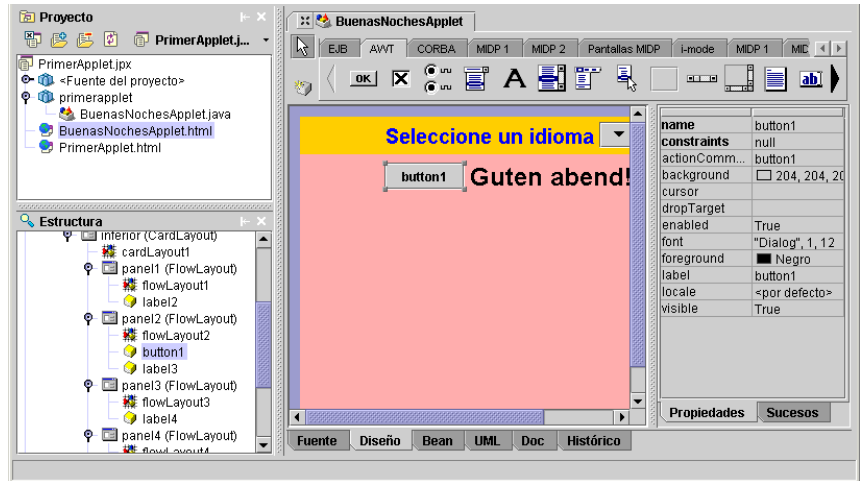 Proyecto
PrimerApplet.j...
PrimerApplet.jpx
<Fuente del proyecto>
primerapplet
BuenasNochesApplet.java
BuenasNochesApplet.html
PrimerApplet.html
Estructura
inferior (CardLayout)
cardLayout1
panel1 (FlowLayout)
flowLayout1
label2
panel2 (FlowLayout)
flowLayout2
button1
label3
panel3 (FlowLayout)
flowLayout3
label4
panel4 (FlowLayout)
flowLayout4
BuenasNochesApplet
EJB AWT CORBA MIDP 1 MIDP 2 Pantallas MIDP i-mode MIDP 1 MID
OK A ab
Seleccione un idioma
button1 Guten abend!
name button1
constraints null
actionComm... button1
background 204, 204, 20
cursor
dropTarget
enabled True
font "Dialog", 1, 12
foreground Negro
label button1
locale <por defecto>
visible True
Propiedades Sucesos
Fuente Diseño Bean UML Doc Histórico